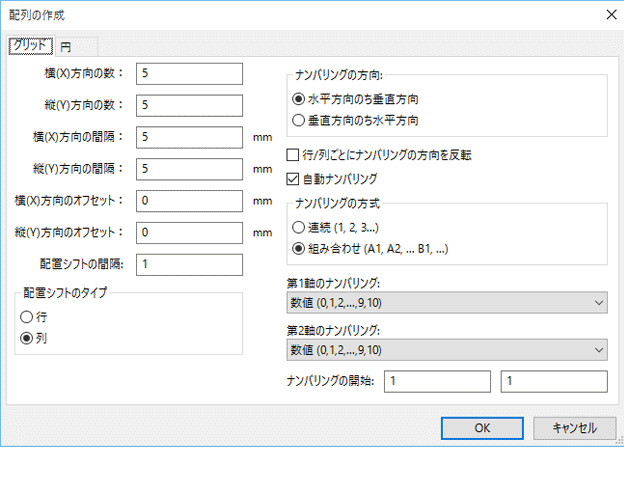 配列の作成
グリッド 円
横(X)方向の数： 5
縦(Y)方向の数： 5
横(X)方向の間隔： 5 mm
縦(Y)方向の間隔： 5 mm
横(X)方向のオフセット： 0 mm
縦(Y)方向のオフセット： 0 mm
配置シフトの間隔: 1
配置シフトのタイプ
行
列
ナンバリングの方向:
水平方向のち垂直方向
垂直方向のち水平方向
行/列ごとにナンバリングの方向を反転
自動ナンバリング
ナンバリングの方式
連続 (1, 2, 3...)
組み合わせ (A1, A2, ... B1, ...)
第1軸のナンバリング:
数値 (0,1,2,...,9,10)
第2軸のナンバリング:
数値 (0,1,2,...,9,10)
ナンバリングの開始: 1 1
OK キャンセル